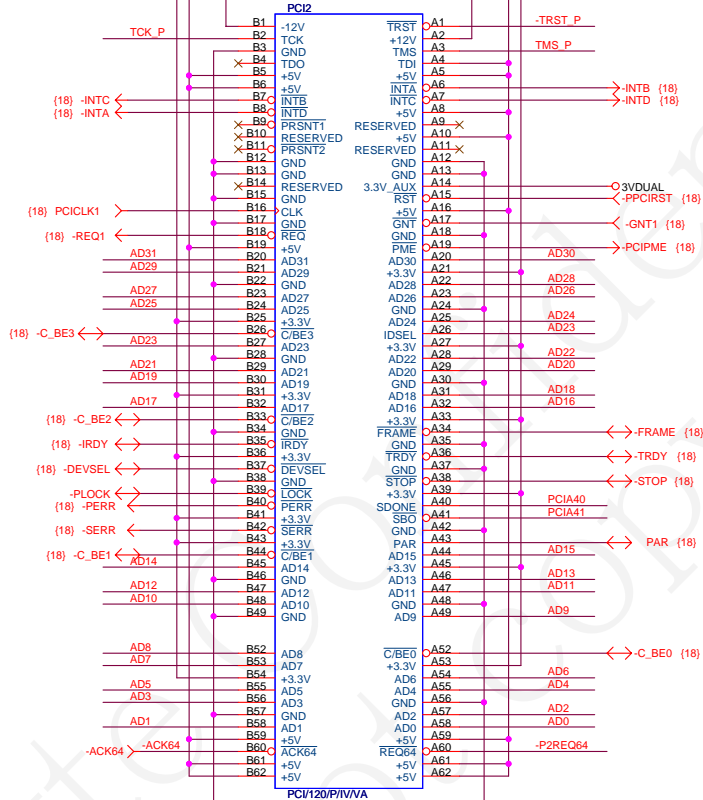 PCI2
B1 -12V TRST A1 -TRST_P
TCK_P B2 TCK +12V A2
B3 GND TMS A3 TMS_P
B4 TDO TDI A4
B5 +5V +5V A5
B6 +5V INTA A6 -INTB {18}
{18} -INTC B7 INTB INTC A7 -INTD {18}
{18} -INTA B8 INTD +5V A8
B9 PRSNT1 RESERVED A9
B10 RESERVED +5V A10
B11 PRSNT2 RESERVED A11
B12 GND GND A12
B13 GND GND A13
B14 RESERVED 3.3V_AUX A14 3VDUAL
B15 GND RST A15 -PPCIRST {18}
{18} PCICLK1 B16 CLK +5V A16
B17 GND GNT A17 -GNT1 {18}
{18} -REQ1 B18 REQ GND A18
B19 +5V PME A19 -PCIPME {18}
AD31 B20 AD31 AD30 A20 AD30
AD29 B21 AD29 +3.3V A21
B22 GND AD28 A22 AD28
AD27 B23 AD27 AD26 A23 AD26
AD25 B24 AD25 GND A24
B25 +3.3V AD24 A25 AD24
{18} -C_BE3 B26 C/BE3 IDSEL A26 AD23
AD23 B27 AD23 +3.3V A27
B28 GND AD22 A28 AD22
AD21 B29 AD21 AD20 A29 AD20
AD19 B30 AD19 GND A30
B31 +3.3V AD18 A31 AD18
AD17 B32 AD17 AD16 A32 AD16
{18} -C_BE2 B33 C/BE2 +3.3V A33
B34 GND FRAME A34 -FRAME {18}
{18} -IRDY B35 IRDY GND A35
B36 +3.3V TRDY A36 -TRDY {18}
{18} -DEVSEL B37 DEVSEL GND A37
B38 GND STOP A38 -STOP {18}
-PLOCK B39 LOCK +3.3V A39
{18} -PERR B40 PERR SDONE A40 PCIA40
B41 +3.3V SBO A41 PCIA41
{18} -SERR B42 SERR GND A42
B43 +3.3V PAR A43 PAR {18}
{18} -C_BE1 B44 C/BE1 AD15 A44 AD15
AD14 B45 AD14 +3.3V A45
B46 GND AD13 A46 AD13
AD12 B47 AD12 AD11 A47 AD11
AD10 B48 AD10 GND A48
B49 GND AD9 A49 AD9
AD8 B52 AD8 C/BE0 A52 -C_BE0 {18}
AD7 B53 AD7 +3.3V A53
B54 +3.3V AD6 A54 AD6
AD5 B55 AD5 AD4 A55 AD4
AD3 B56 AD3 GND A56
B57 GND AD2 A57 AD2
AD1 B58 AD1 AD0 A58 AD0
B59 +5V +5V A59
-ACK64 -ACK64 B60 ACK64 REQ64 A60 -P2REQ64
B61 +5V +5V A61
B62 +5V +5V A62
PCI/120/P/IV/VA